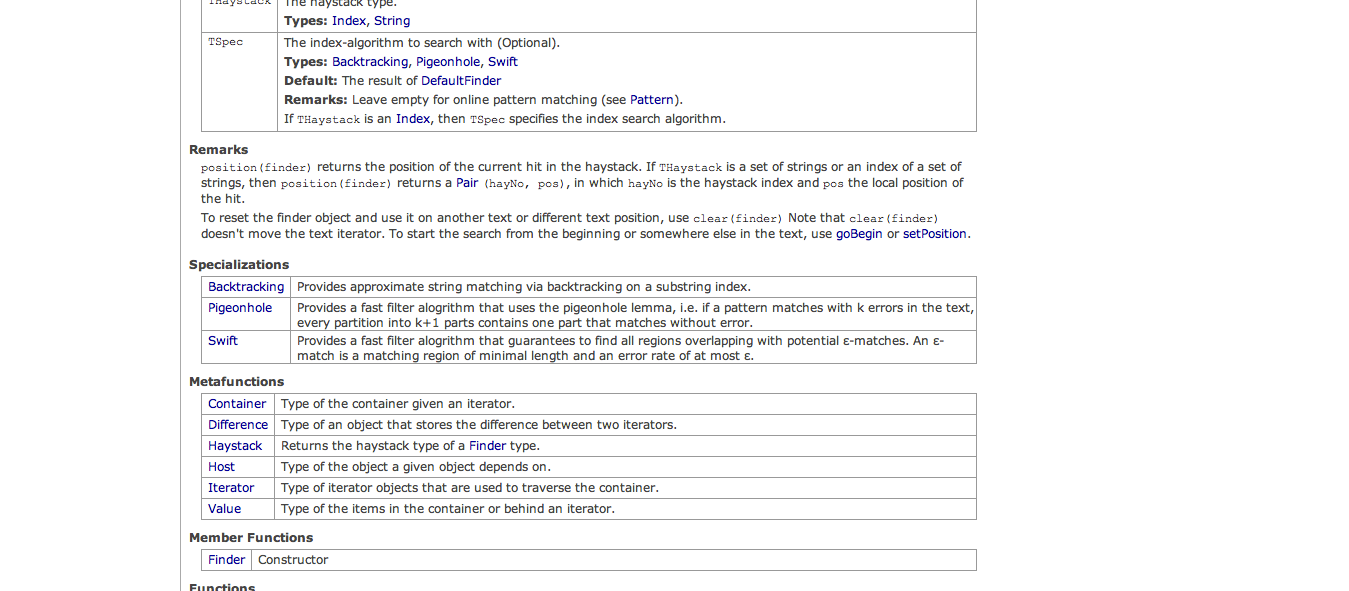 THaystack The haystack type.
Types: Index, String
TSpec The index-algorithm to search with (Optional).
Types: Backtracking, Pigeonhole, Swift
Default: The result of DefaultFinder
Remarks: Leave empty for online pattern matching (see Pattern).
If THaystack is an Index, then TSpec specifies the index search algorithm.
Remarks
position(finder) returns the position of the current hit in the haystack. If THaystack is a set of strings or an index of a set of
strings, then position(finder) returns a Pair (hayNo, pos), in which hayNo is the haystack index and pos the local position of
the hit.
To reset the finder object and use it on another text or different text position, use clear(finder) Note that clear(finder)
doesn't move the text iterator. To start the search from the beginning or somewhere else in the text, use goBegin or setPosition.
Specializations
Backtracking Provides approximate string matching via backtracking on a substring index.
Pigeonhole Provides a fast filter alogrithm that uses the pigeonhole lemma, i.e. if a pattern matches with k errors in the text,
every partition into k+1 parts contains one part that matches without error.
Swift Provides a fast filter alogrithm that guarantees to find all regions overlapping with potential ε-matches. An ε-
match is a matching region of minimal length and an error rate of at most ε.
Metafunctions
Container Type of the container given an iterator.
Difference Type of an object that stores the difference between two iterators.
Haystack Returns the haystack type of a Finder type.
Host Type of the object a given object depends on.
Iterator Type of iterator objects that are used to traverse the container.
Value Type of the items in the container or behind an iterator.
Member Functions
Finder Constructor
Functions